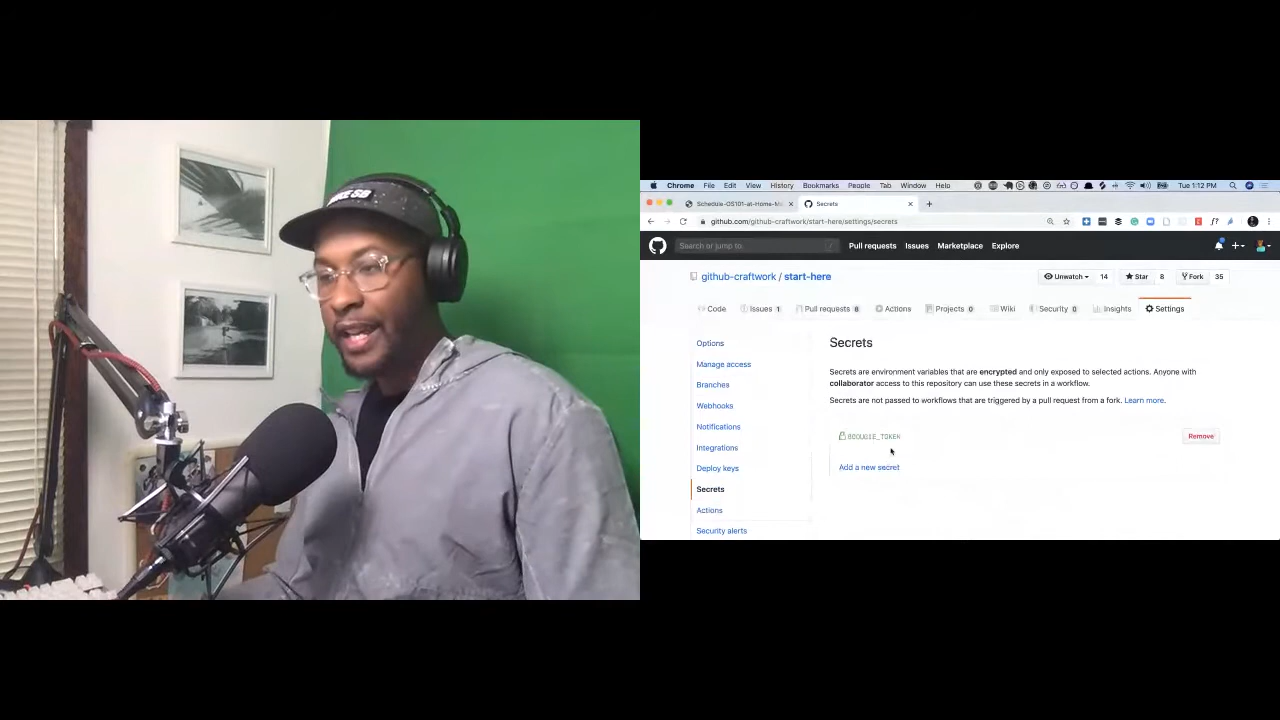 Chrome File Edit View History Bookmarks People Tab Window Help Tue 1:12 PM
Schedule-OS101-at-Home-M Secrets
github.com/github-craftwork/start-here/settings/secrets
Search or jump to... Pull requests Issues Marketplace Explore
github-craftwork / start-here Unwatch 14 Star 8 Fork 35
Code Issues 1 Pull requests 8 Actions Projects 0 Wiki Security 0 Insights Settings
Options
Manage access
Branches
Webhooks
Notifications
Integrations
Deploy keys
Secrets
Actions
Security alerts
Secrets
Secrets are environment variables that are encrypted and only exposed to selected actions. Anyone with
collaborator access to this repository can use these secrets in a workflow.
Secrets are not passed to workflows that are triggered by a pull request from a fork. Learn more.
Remove
Add a new secret